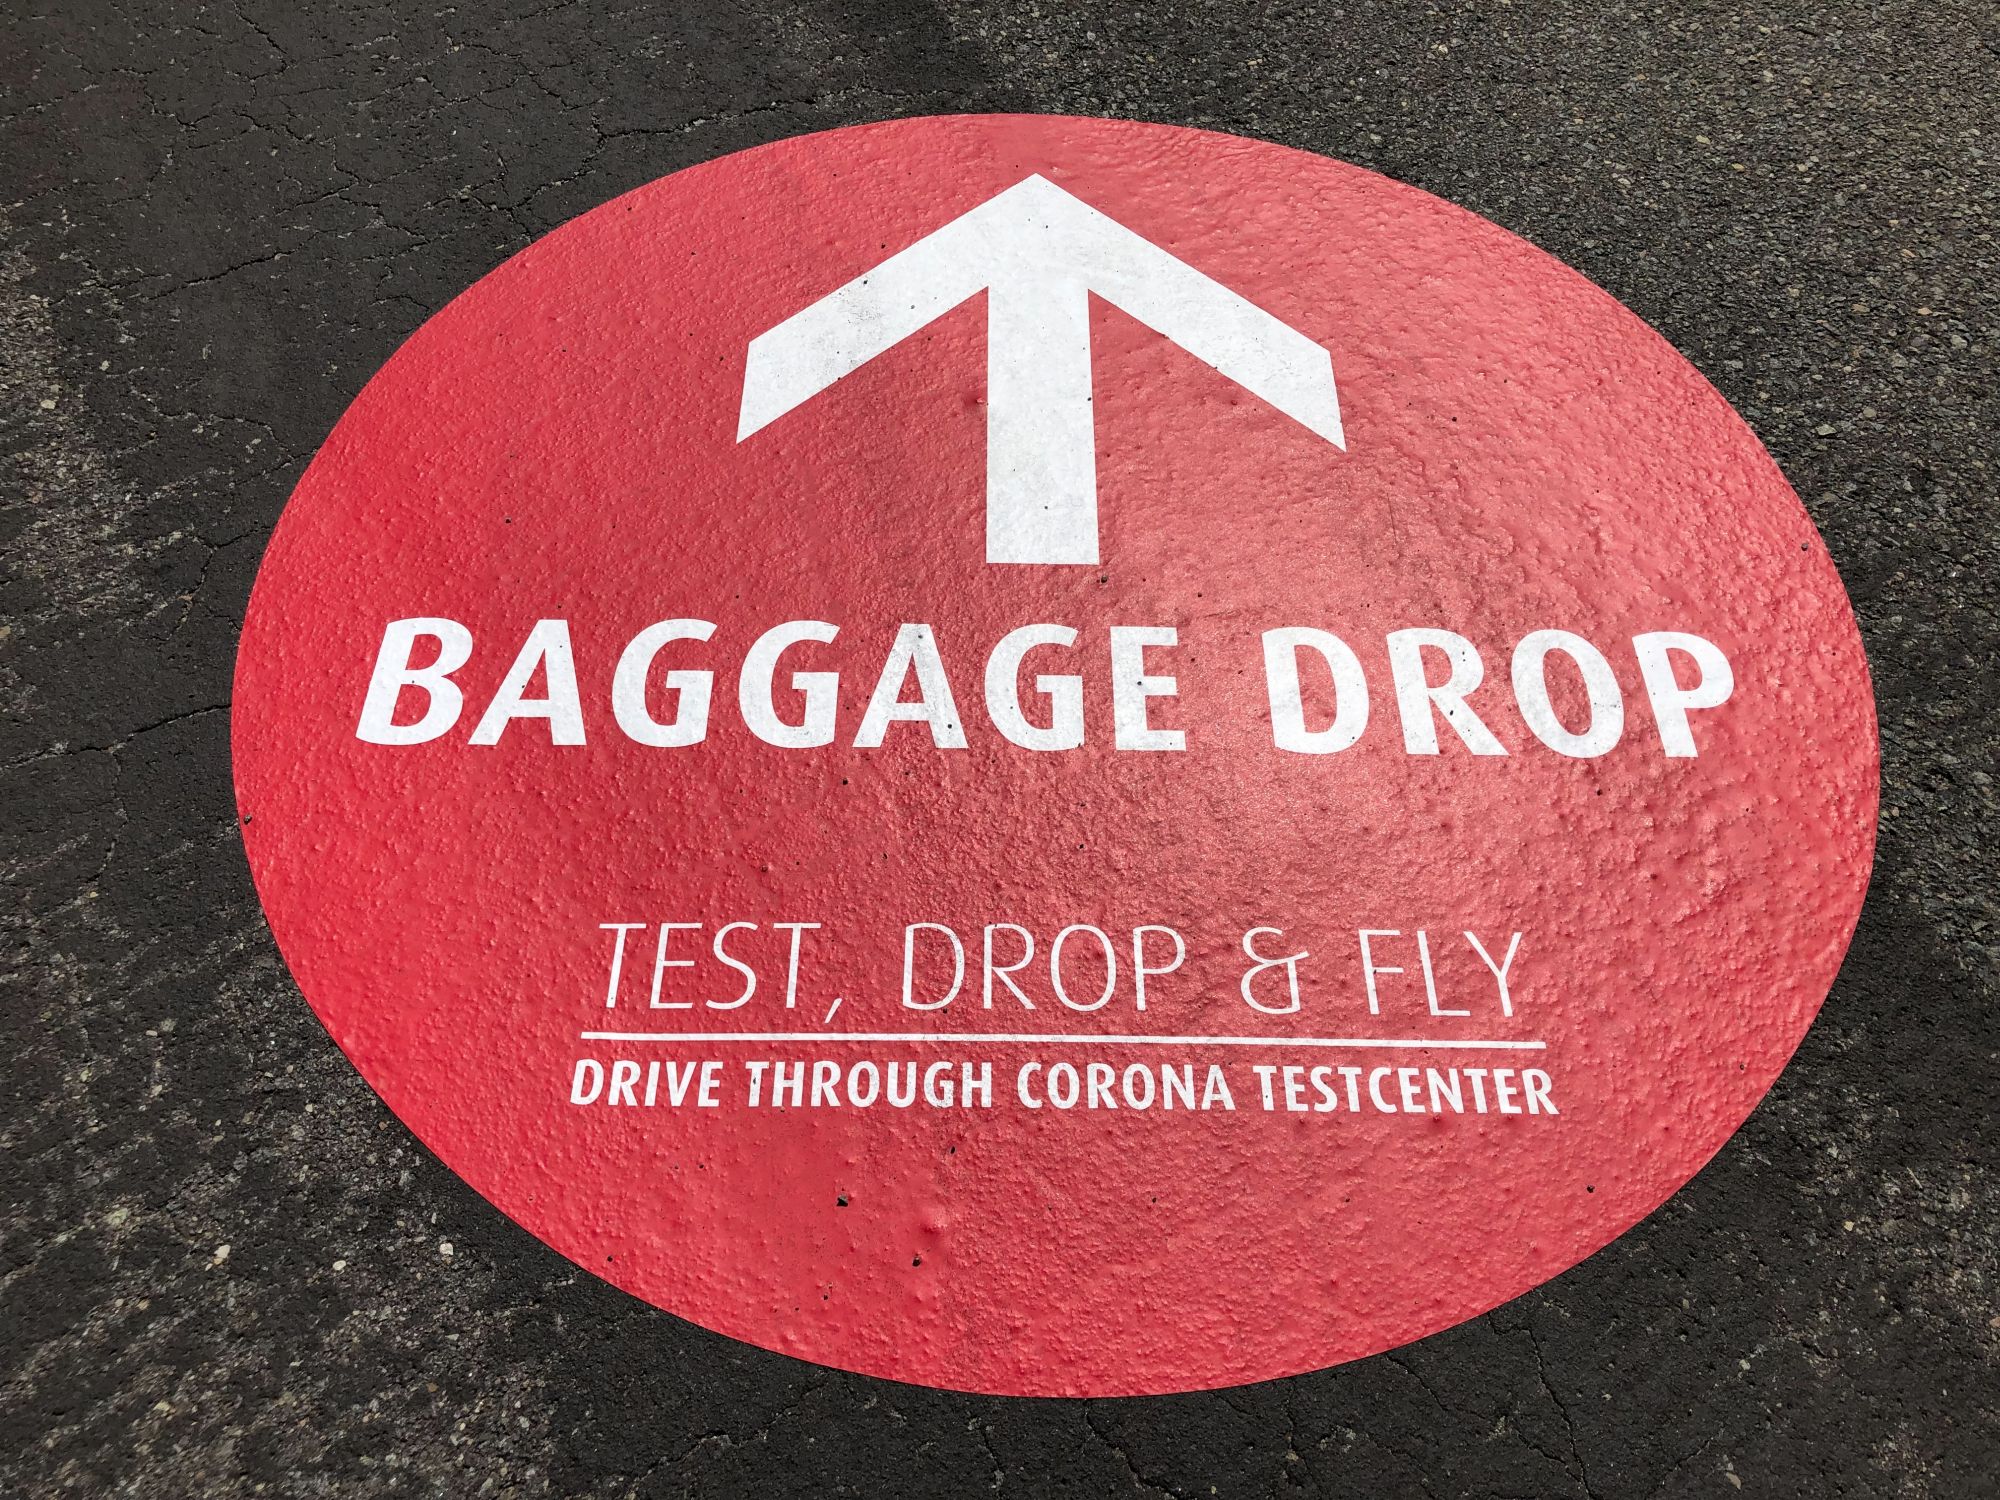 BAGGAGE DROP
TEST, DROP & FLY
DRIVE THROUGH CORONA TESTCENTER